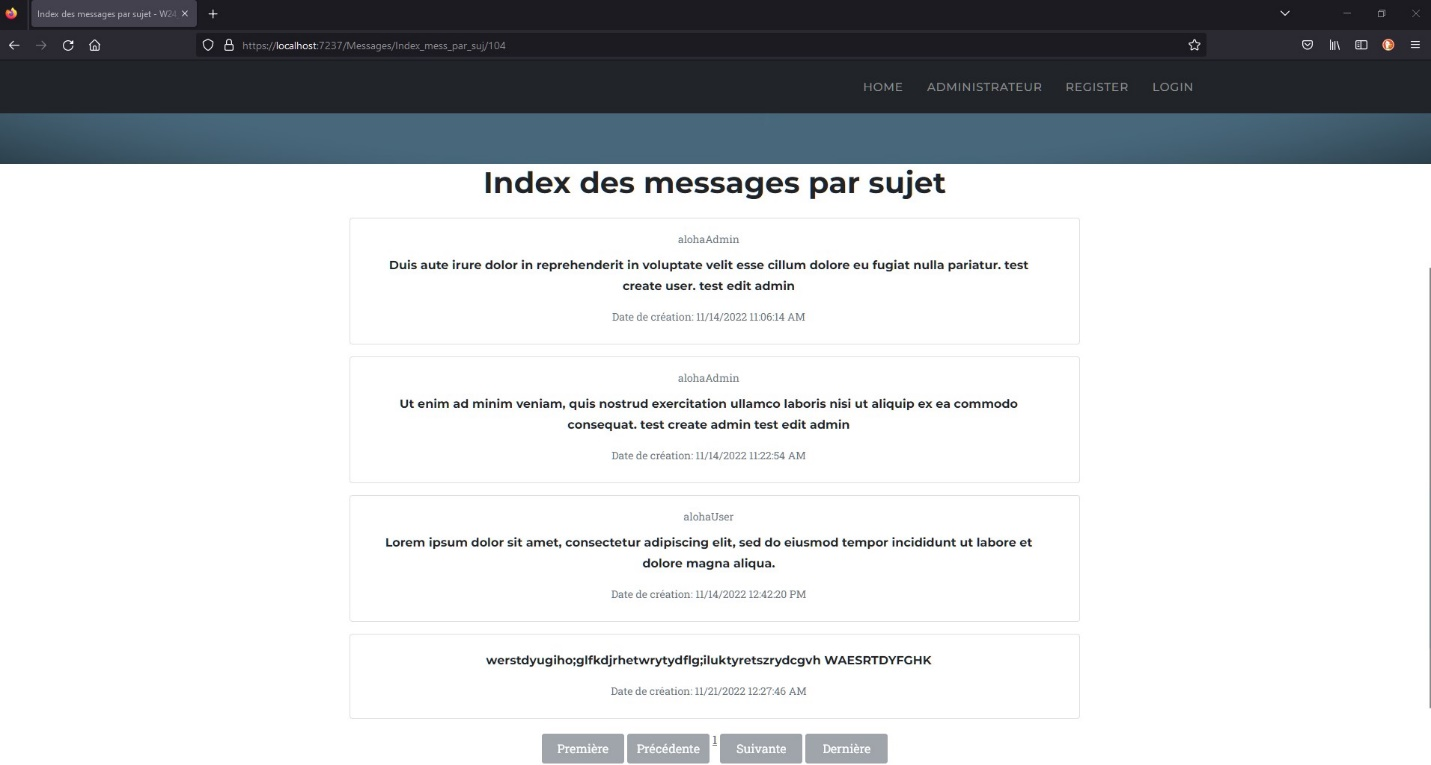 Index des messages par sujet - W24
https://localhost:7237/Messages/Index_mess_par_suj/104
HOME ADMINISTRATEUR REGISTER LOGIN
Index des messages par sujet
alohaAdmin
Duis aute irure dolor in reprehenderit in voluptate velit esse cillum dolore eu fugiat nulla pariatur. test
create user. test edit admin
Date de création: 11/14/2022 11:06:14 AM
alohaAdmin
Ut enim ad minim veniam, quis nostrud exercitation ullamco laboris nisi ut aliquip ex ea commodo
consequat. test create admin test edit admin
Date de création: 11/14/2022 11:22:54 AM
alohaUser
Lorem ipsum dolor sit amet, consectetur adipiscing elit, sed do eiusmod tempor incididunt ut labore et
dolore magna aliqua.
Date de création: 11/14/2022 12:42:20 PM
werstdyugiho;glfkdjrhetwrytydflg;iluktyretszrydcgvh WAESRTDYFGHK
Date de création: 11/21/2022 12:27:46 AM
Première Précédente 1 Suivante Dernière